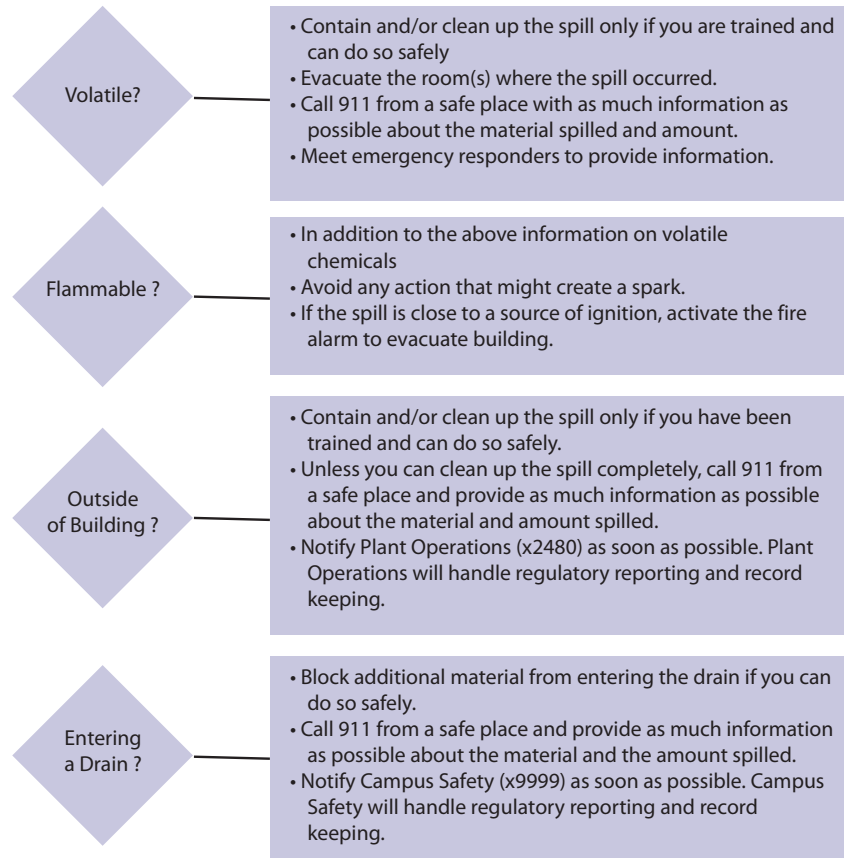 Volatile?
• Contain and/or clean up the spill only if you are trained and
can do so safely
• Evacuate the room(s) where the spill occurred.
• Call 911 from a safe place with as much information as
possible about the material spilled and amount.
• Meet emergency responders to provide information.
Flammable ?
• In addition to the above information on volatile
chemicals
• Avoid any action that might create a spark.
• If the spill is close to a source of ignition, activate the fire
alarm to evacuate building.
Outside
of Building ?
• Contain and/or clean up the spill only if you have been
trained and can do so safely.
• Unless you can clean up the spill completely, call 911 from
a safe place and provide as much information as possible
about the material and amount spilled.
• Notify Plant Operations (x2480) as soon as possible. Plant
Operations will handle regulatory reporting and record
keeping.
Entering
a Drain ?
• Block additional material from entering the drain if you can
do so safely.
• Call 911 from a safe place and provide as much information
as possible about the material and the amount spilled.
• Notify Campus Safety (x9999) as soon as possible. Campus
Safety will handle regulatory reporting and record
keeping.